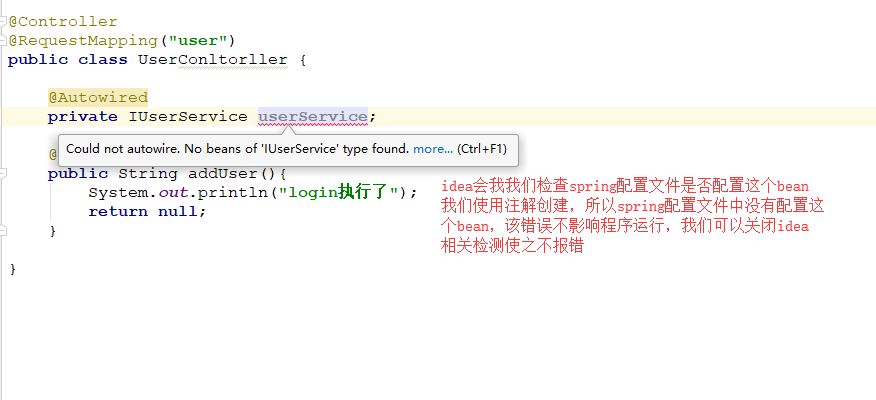 @Controller
@RequestMapping("user")
public class UserConltorller {
@Autowired
private IUserService userService;
Could not autowire. No beans of 'IUserService' type found. more... (Ctrl+F1)
@
public String addUser(){
System.out.println("login执行了");
return null;
}
}
idea会我我们检查spring配置文件是否配置这个bean
我们使用注解创建，所以spring配置文件中没有配置这
个bean，该错误不影响程序运行，我们可以关闭idea
相关检测使之不报错